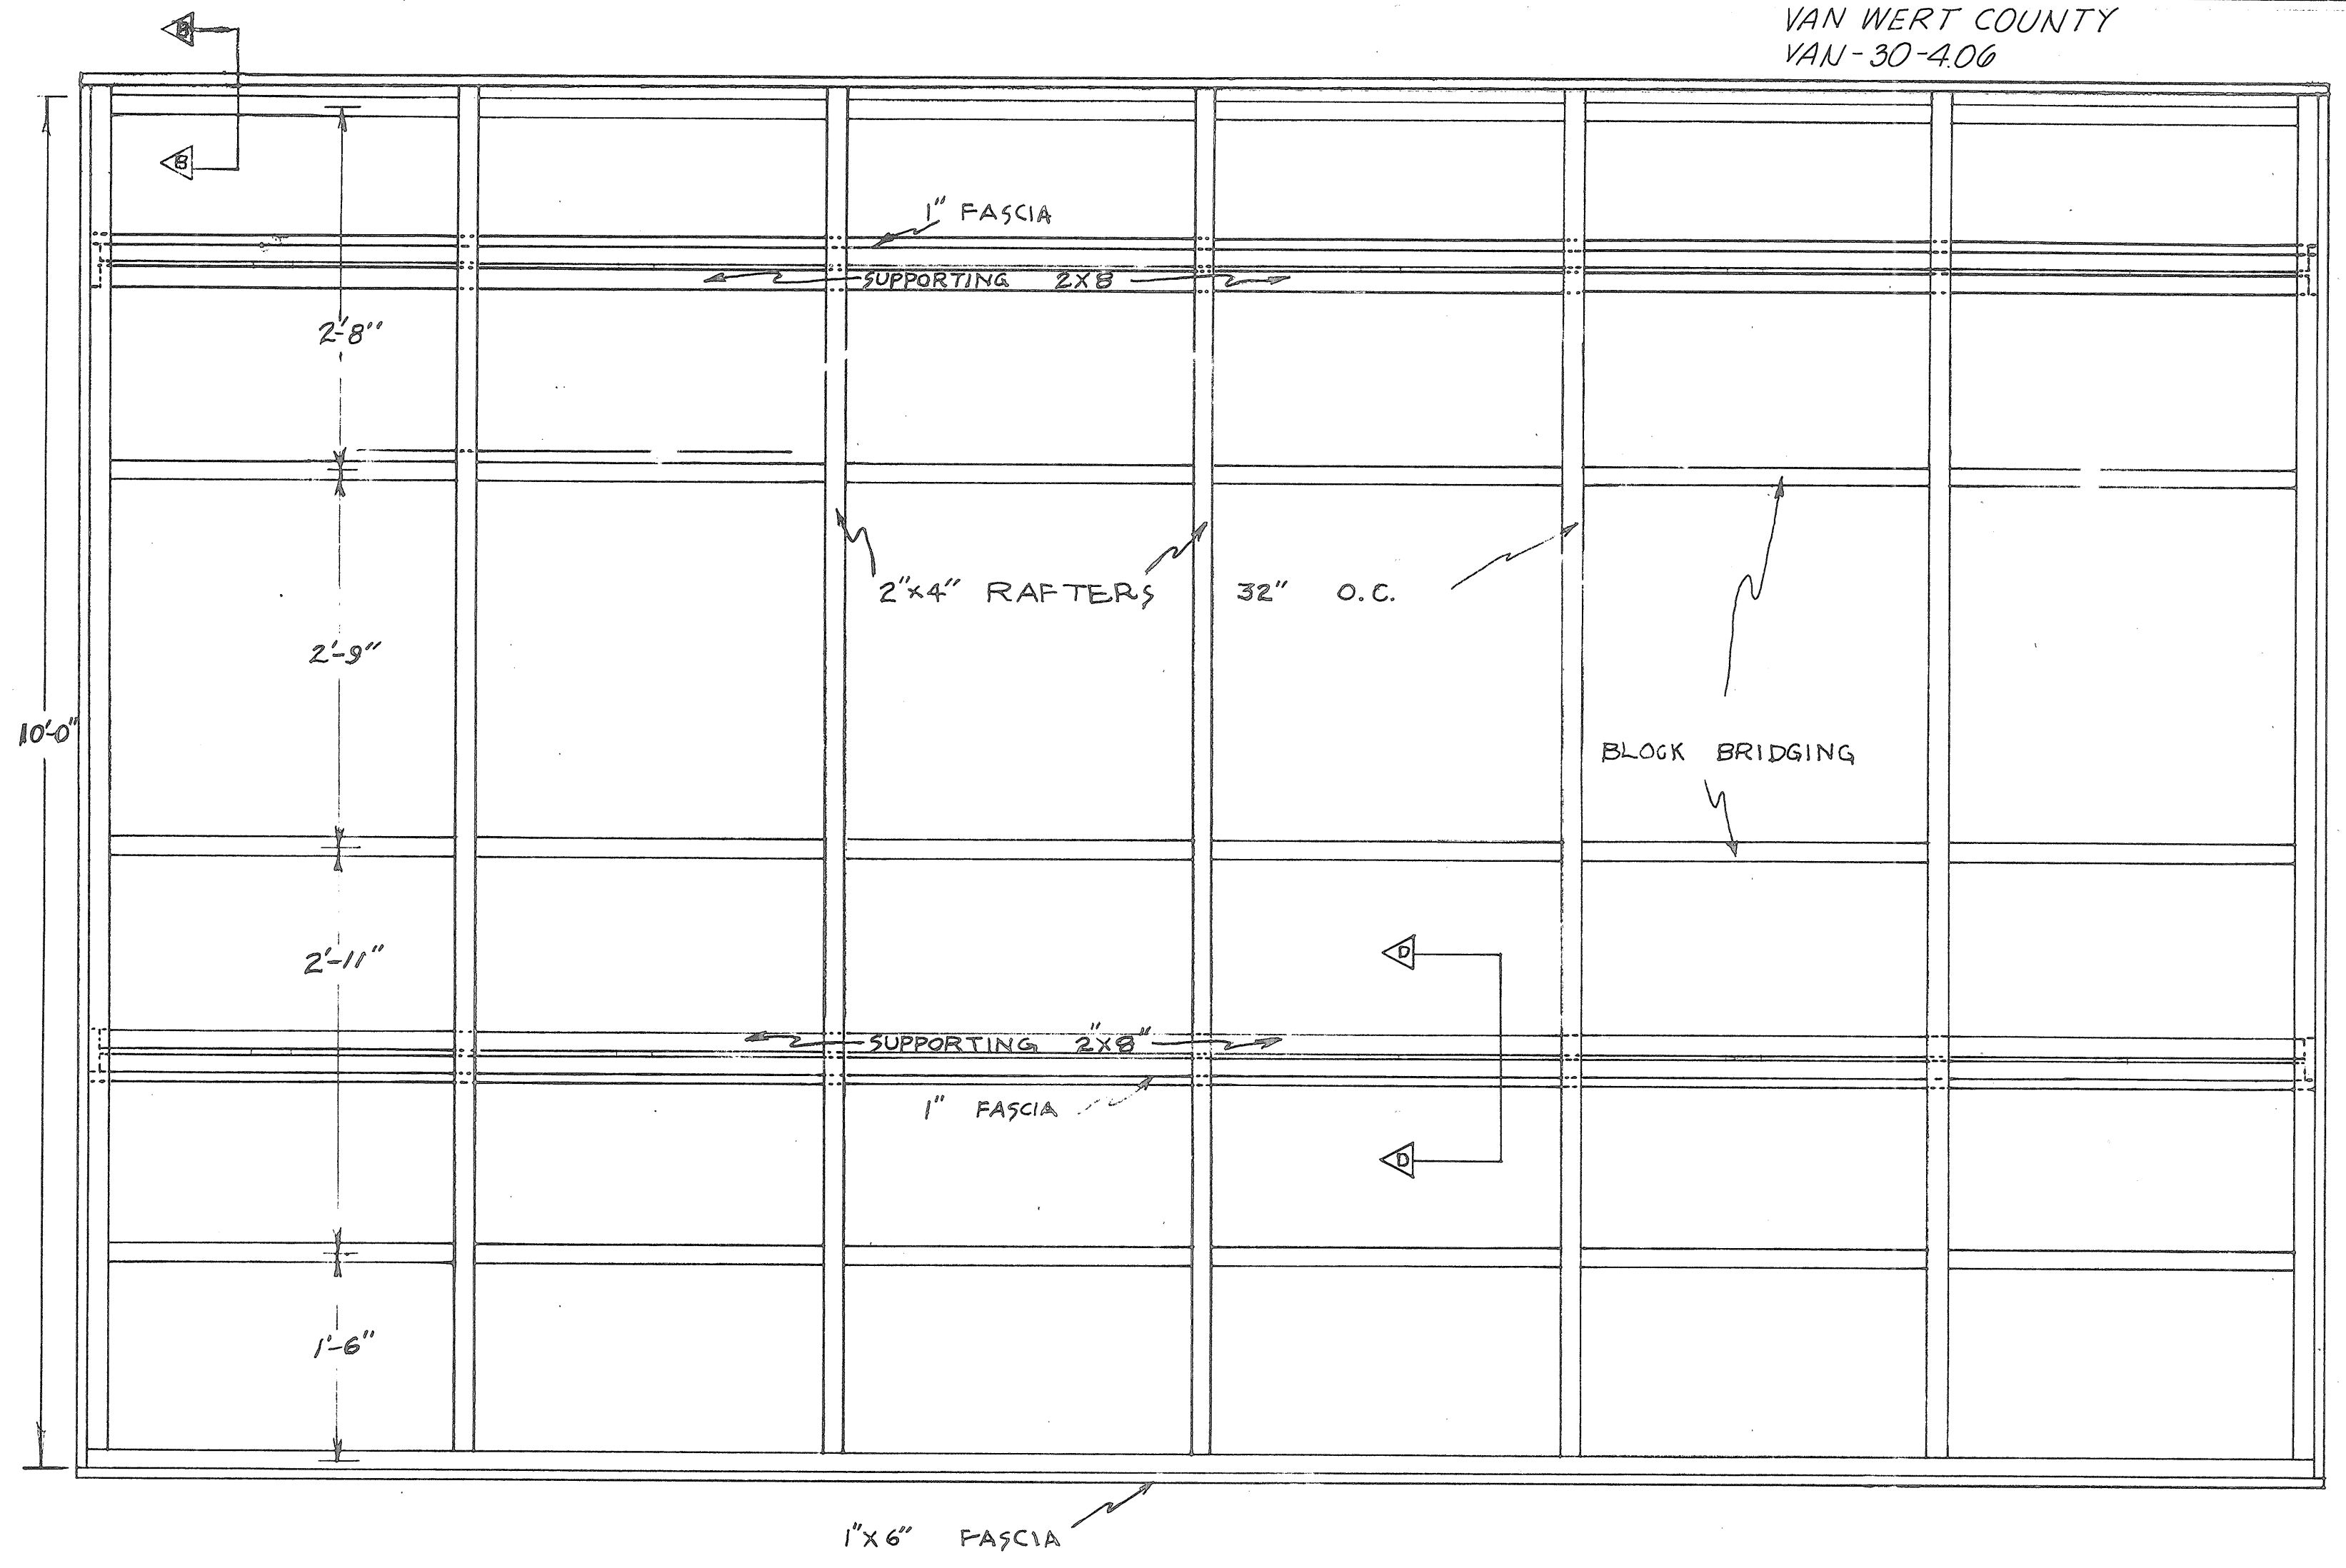 VAN WERT COUNTY
VAN-30-4.06
B
B
1" FASCIA
SUPPORTING 2X8
2'-8"
2"x4" RAFTERS 32" O.C.
2'-9"
10'-0"
BLOCK BRIDGING
2'-11"
D
SUPPORTING 2"X8"
1" FASCIA
D
1'-6"
1"X6" FASCIA